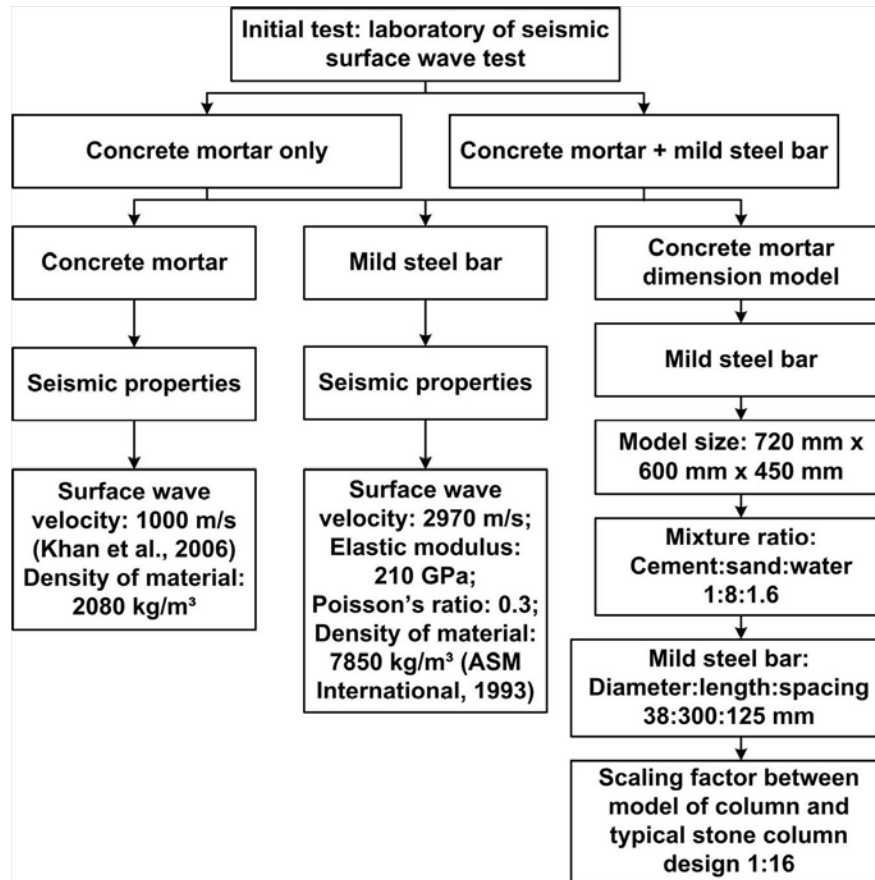 Initial test: laboratory of seismic
surface wave test
Concrete mortar only
Concrete mortar + mild steel bar
Concrete mortar
Mild steel bar
Concrete mortar
dimension model
Seismic properties
Seismic properties
Mild steel bar
Surface wave
velocity: 1000 m/s
(Khan et al., 2006)
Density of material:
2080 kg/m³
Surface wave
velocity: 2970 m/s;
Elastic modulus:
210 GPa;
Poisson's ratio: 0.3;
Density of material:
7850 kg/m³ (ASM
International, 1993)
Model size: 720 mm x
600 mm x 450 mm
Mixture ratio:
Cement:sand:water
1:8:1.6
Mild steel bar:
Diameter:length:spacing
38:300:125 mm
Scaling factor between
model of column and
typical stone column
design 1:16